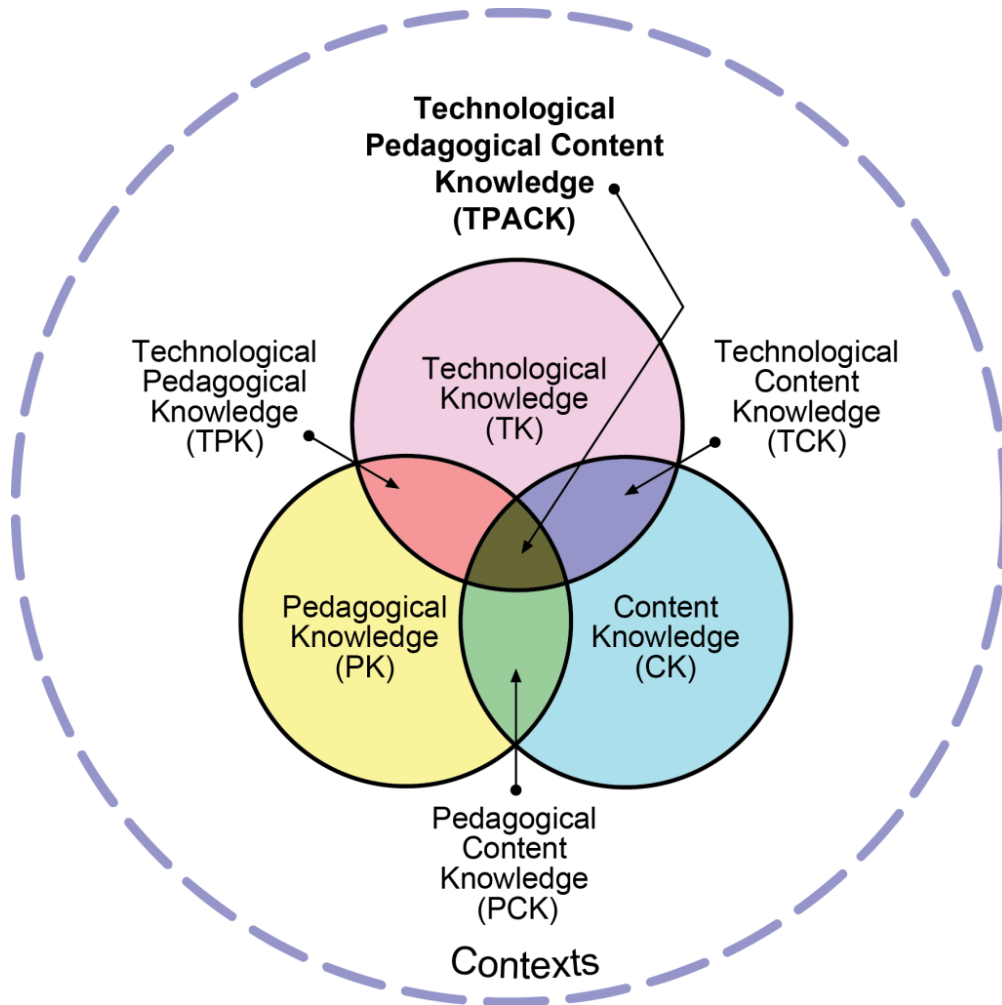 Technological
Pedagogical Content
Knowledge
(TPACK)
Technological
Pedagogical
Knowledge
(TPK)
Technological
Knowledge
(TK)
Technological
Content
Knowledge
(TCK)
Pedagogical
Knowledge
(PK)
Content
Knowledge
(CK)
Pedagogical
Content
Knowledge
(PCK)
Contexts